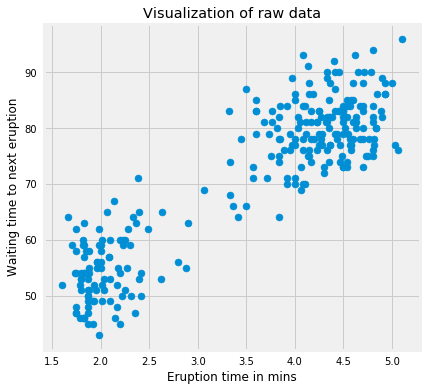 Visualization of raw data
Waiting time to next eruption
90
80
70
60
50
1.5 2.0 2.5 3.0 3.5 4.0 4.5 5.0
Eruption time in mins